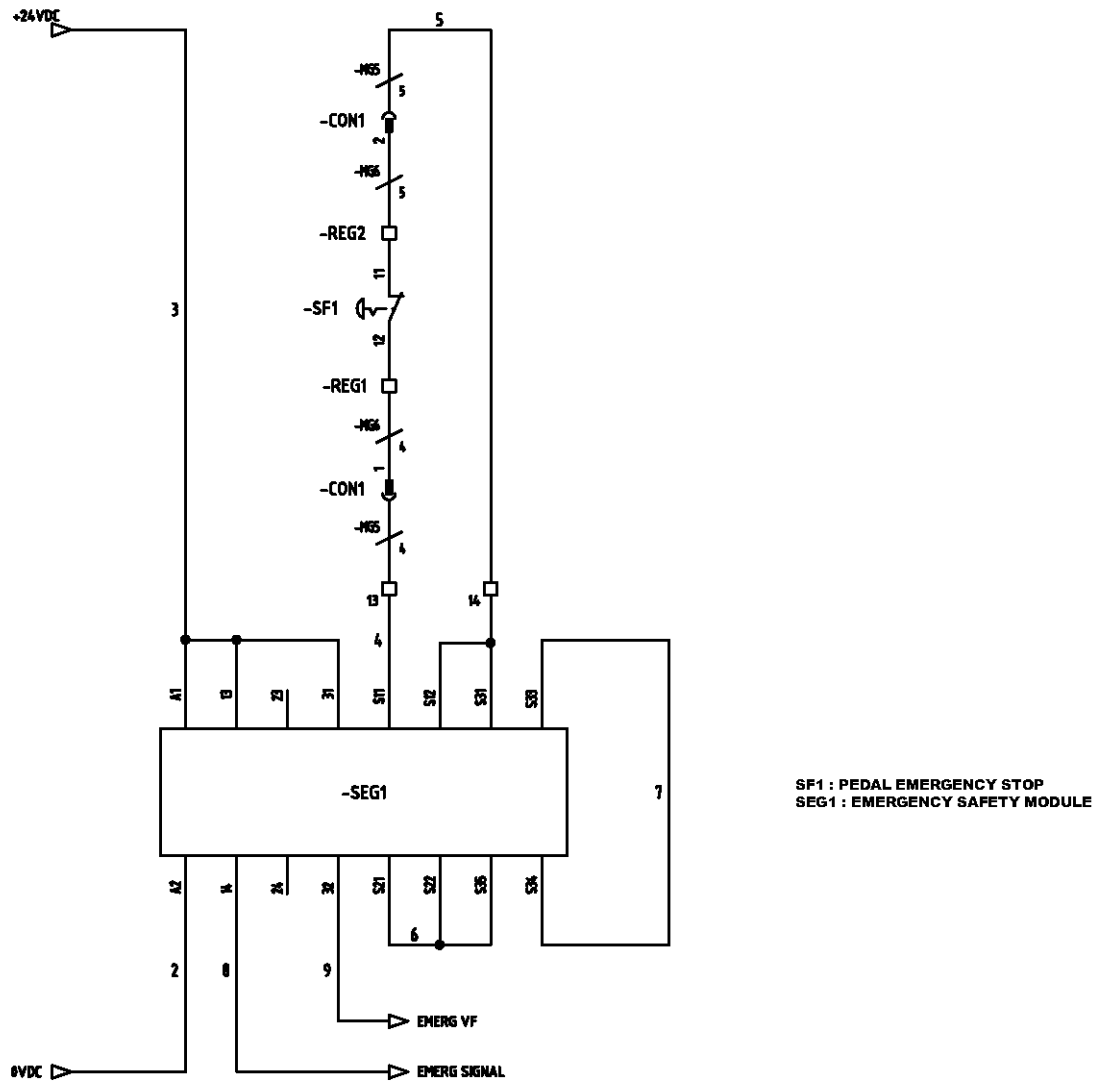 +24VDC
5
-MG5
5
-CON1
2
-MG6
5
-REG2
11
3
-SF1
12
-REG1
-MG6
4
1
-CON1
-MG5
4
13
14
4
A1
13
23
31
S11
S12
S31
S33
-SEG1
7
SF1 : PEDAL EMERGENCY STOP
SEG1 : EMERGENCY SAFETY MODULE
A2
14
24
32
S21
S22
S35
S34
6
2
8
9
EMERG VF
0VDC
EMERG SIGNAL